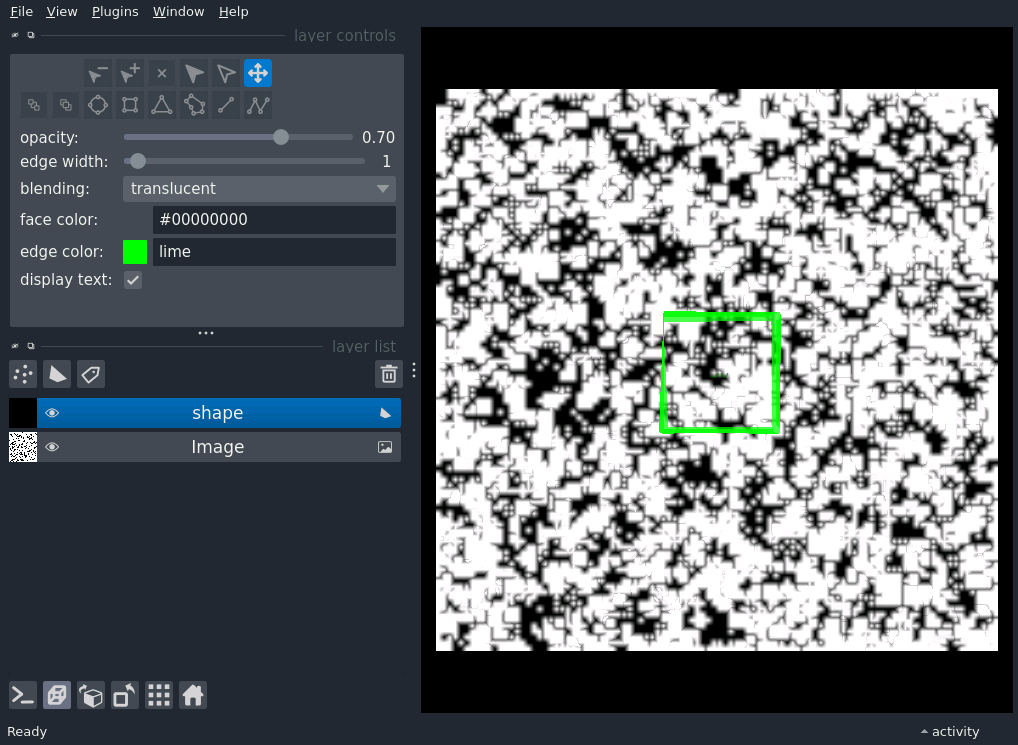 File View Plugins Window Help
layer controls
opacity: 0.70
edge width: 1
blending: translucent
face color: #00000000
edge color: lime
display text:
layer list
shape
Image
Ready activity